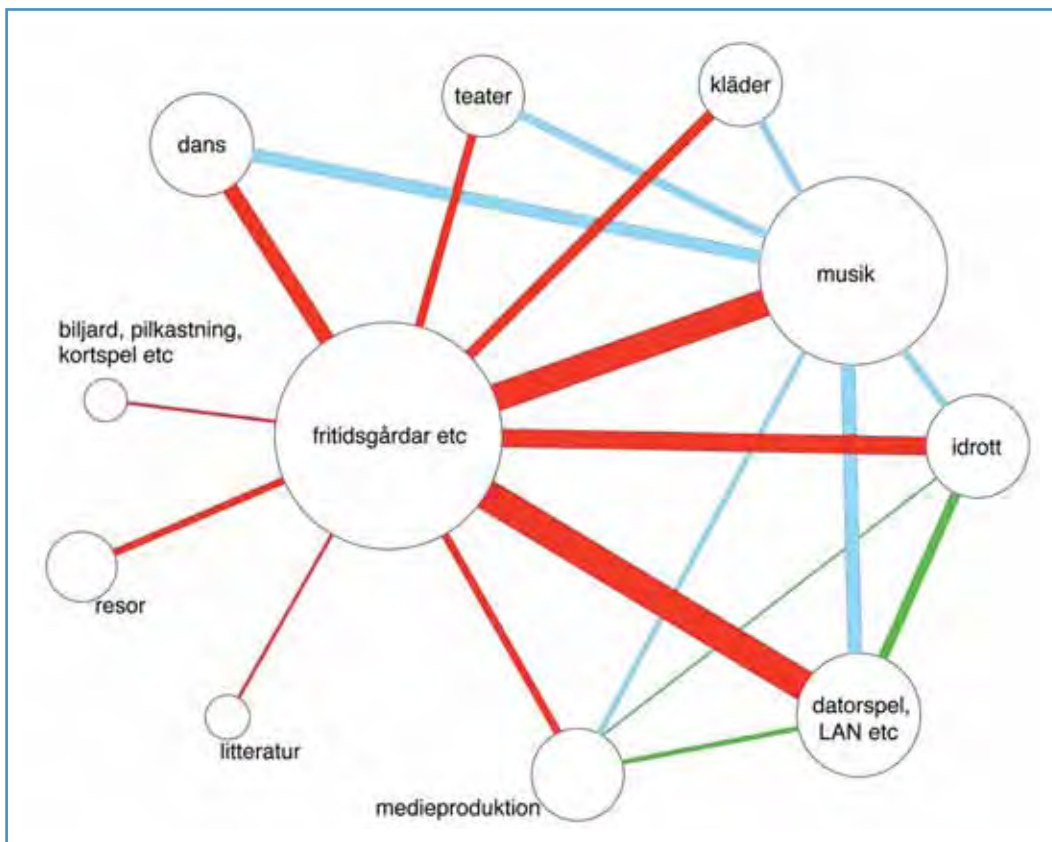 kläder
teater
dans
musik
biljard, pilkastning,
kortspel etc
fritidsgårdar etc
idrott
resor
datorspel,
LAN etc
litteratur
medieproduktion